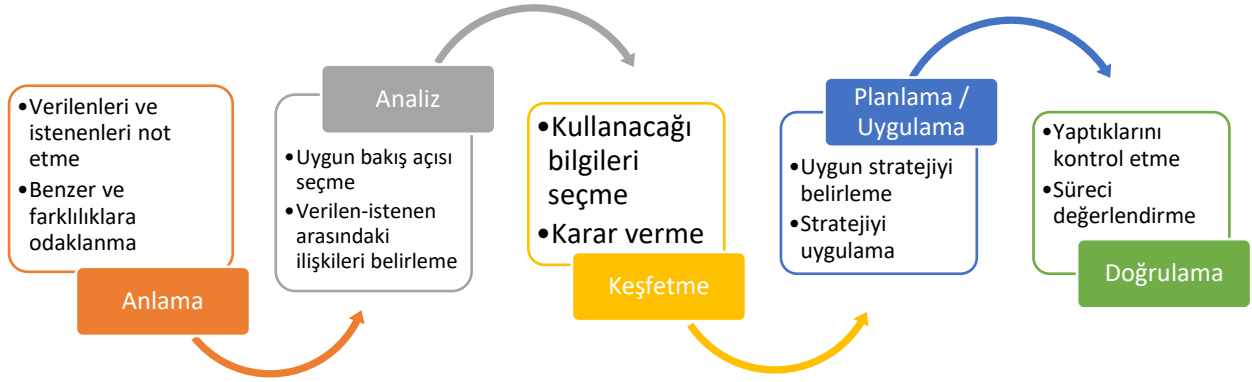 •Verilenleri ve
istenenleri not
etme
•Benzer ve
farklılıklara
odaklanma
Anlama
Analiz
•Uygun bakış açısı
seçme
•Verilen-istenen
arasındaki
ilişkileri belirleme
•Kullanacağı
bilgileri
seçme
•Karar verme
Keşfetme
Planlama /
Uygulama
•Uygun stratejiyi
belirleme
•Stratejiyi
uygulama
•Yaptıklarını
kontrol etme
•Süreci
değerlendirme
Doğrulama